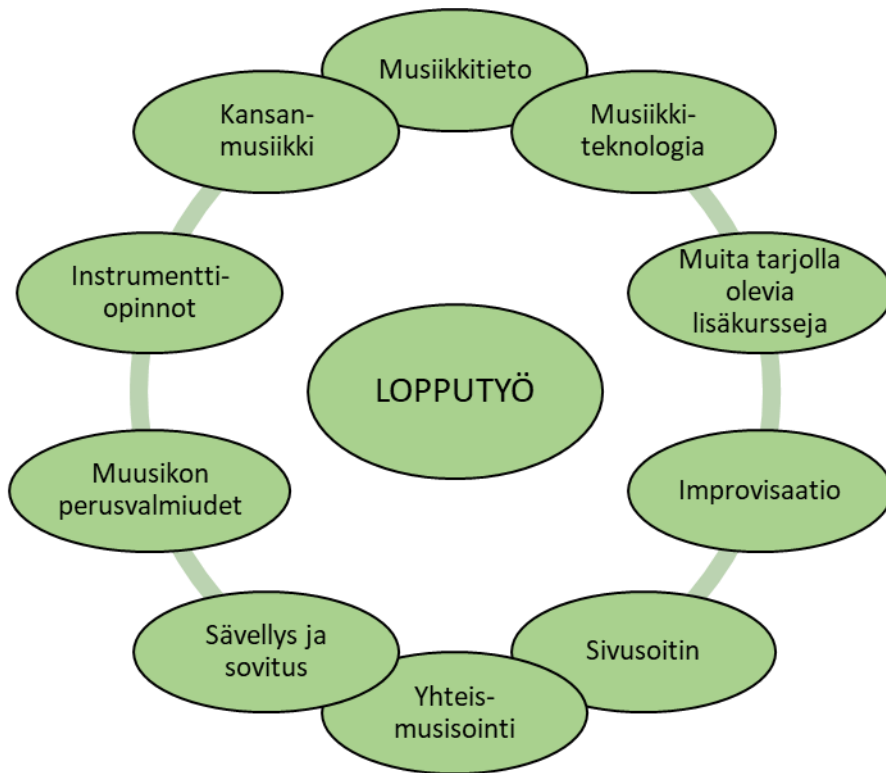 Musiikkitieto
Musiikki-
teknologia
Muita tarjolla
olevia
lisäkursseja
Improvisaatio
Sivusoitin
Yhteis-
musisointi
Sävellys ja
sovitus
Muusikon
perusvalmiudet
Instrumentti-
opinnot
Kansan-
musiikki
LOPPUTYÖ